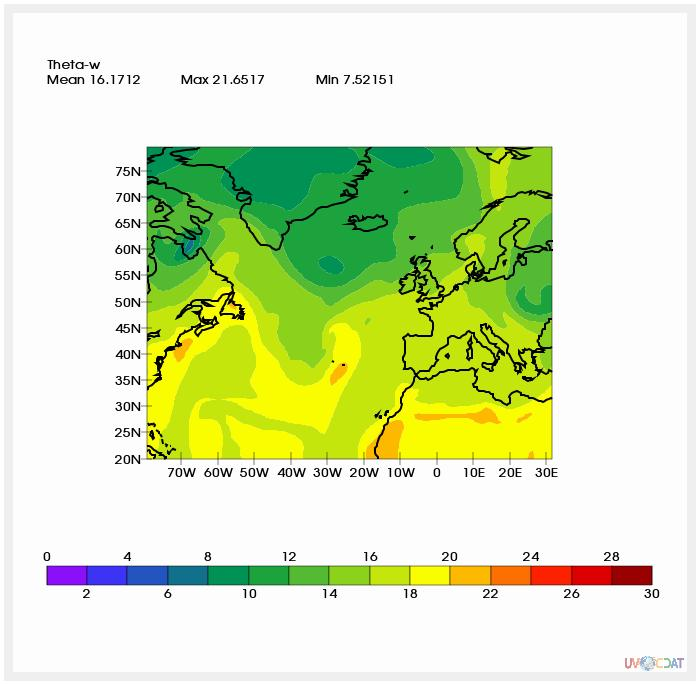 Theta-w
Mean 16.1712 Max 21.6517 Min 7.52151
75N
70N
65N
60N
55N
50N
45N
40N
35N
30N
25N
20N
70W 60W 50W 40W 30W 20W 10W 0 10E 20E 30E
0 4 8 12 16 20 24 28
2 6 10 14 18 22 26 30
UV CDAT